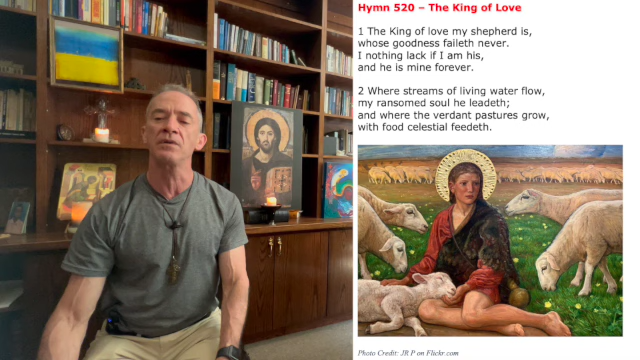 Hymn 520 – The King of Love
1 The King of love my shepherd is,
whose goodness faileth never.
I nothing lack if I am his,
and he is mine forever.
2 Where streams of living water flow,
my ransomed soul he leadeth;
and where the verdant pastures grow,
with food celestial feedeth.
Photo Credit: JR P on Flickr.com